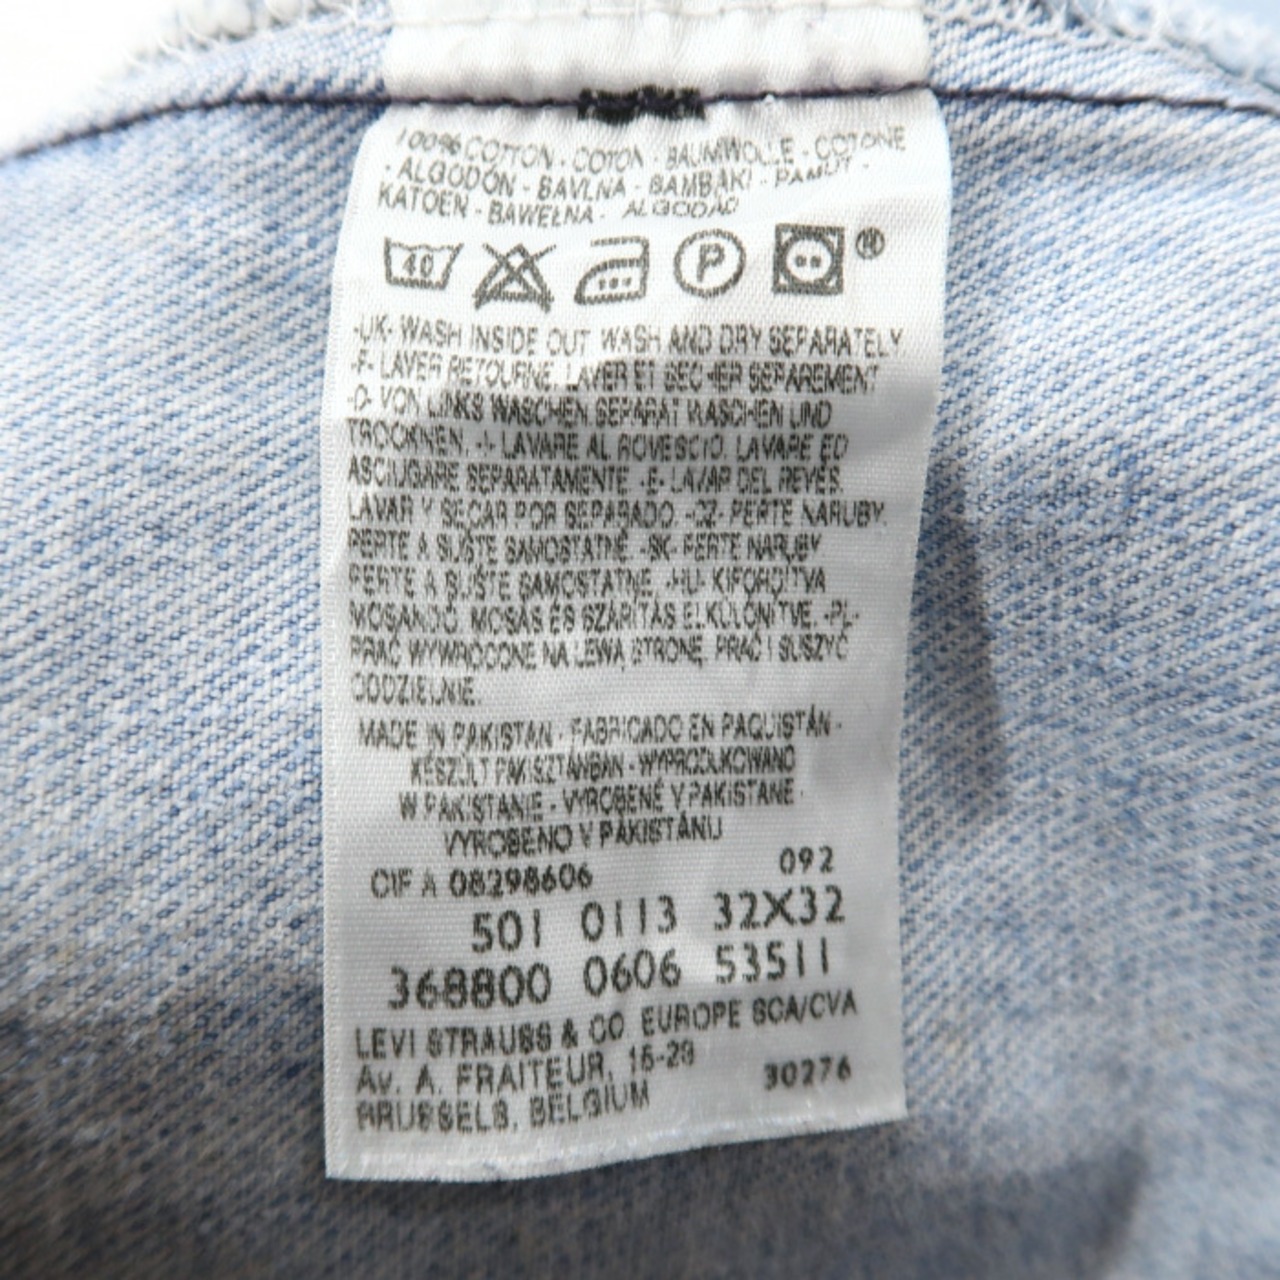 100% COTTON - COTON - BAUMWOLLE - COTONE
- ALGODÓN - BAVLNA - BAMBAKI - PAMUT -
KATOEN - BAWEŁNA - ALGODÃO
40 P ®
-UK- WASH INSIDE OUT. WASH AND DRY SEPARATELY
-F- LAVER RETOURNE. LAVER ET SECHER SEPAREMENT
-D- VON LINKS WASCHEN. SEPARAT WASCHEN UND
TROCKNEN. -I- LAVARE AL ROVESCIO. LAVARE ED
ASCIUGARE SEPARATAMENTE -E- LAVAR DEL REVÉS.
LAVAR Y SECAR POR SEPARADO -CZ- PERTE NARUBY.
PERTE A SUŠTE SAMOSTATNĚ. -SK- PERTE NARUBY
PERTE A SUŠTE SAMOSTATNE. -HU- KIFORDÍTVA
MOSANDÓ. MOSÁS ÉS SZÁRÍTÁS ELKÜLÖNÍTVE. -PL-
PRAĆ WYWRÓCONE NA LEWĄ STRONĘ. PRAĆ I SUSZYĆ
ODDZIELNIE.
MADE IN PAKISTAN - FABRICADO EN PAQUISTÁN -
KÉSZÜLT PAKISZTÁNBAN - WYPRODUKOWANO
W PAKISTANIE - VYROBENÉ V PAKISTANE -
VYROBENO V PAKISTÁNU
CIF A 08298606 092
501 0113 32X32
368800 0606 53511
LEVI STRAUSS & CO EUROPE SCA/CVA
AV. A. FRAITEUR, 15-23 30276
BRUSSELS, BELGIUM